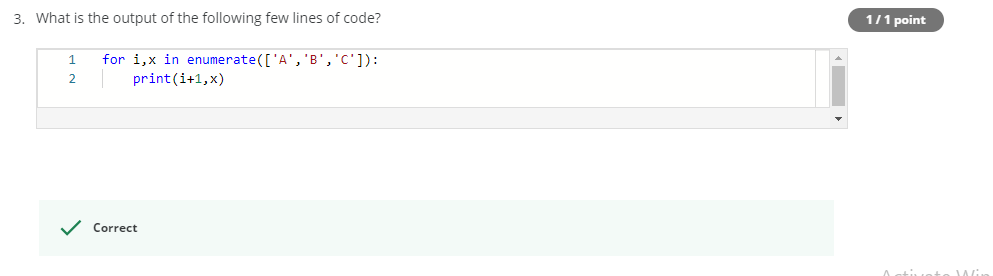 3. What is the output of the following few lines of code?
1 / 1 point
1 for i,x in enumerate(['A','B','C']):
2 print(i+1,x)
Correct